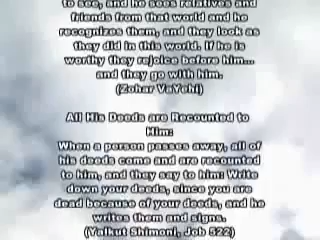 to see, and he sees relatives and
friends from that world and he
recognizes them, and they look as
they did in this world. If he is
worthy they rejoice before him...
and they go with him.
(Zohar VaYehi)
All His Deeds are Recounted to
Him:
When a person passes away, all of
his deeds come and are recounted
to him, and they say to him: Write
down your deeds, since you are
dead because of your deeds, and he
writes them and signs.
(Yalkut Shimoni, Job 522)